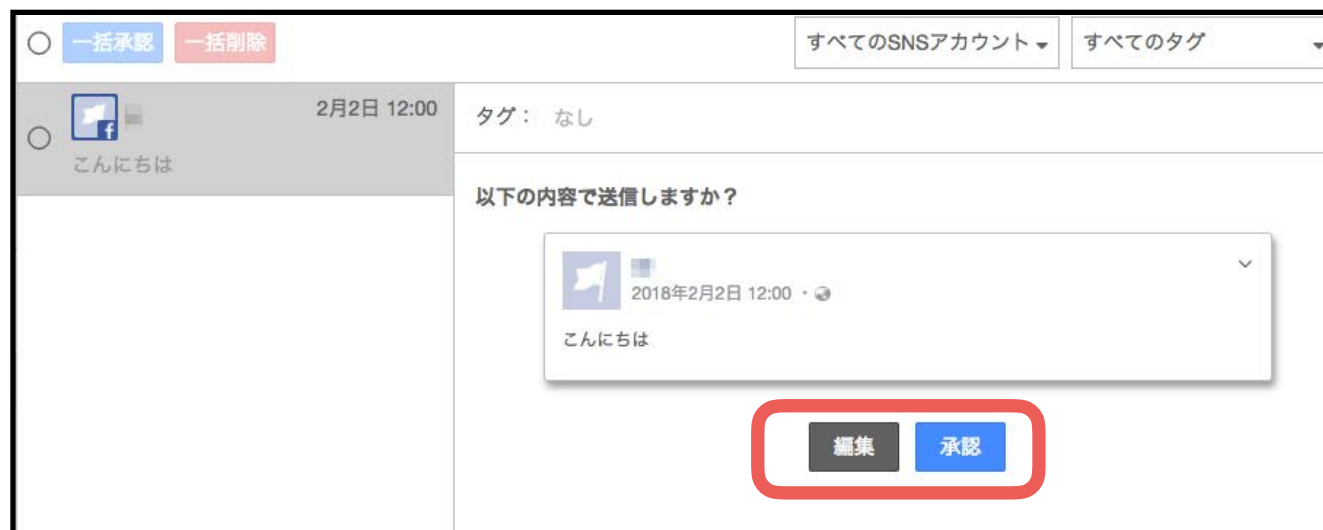 一括承認 一括削除 すべてのSNSアカウント すべてのタグ
2月2日 12:00
こんにちは
タグ： なし
以下の内容で送信しますか？
2018年2月2日 12:00
こんにちは
編集 承認